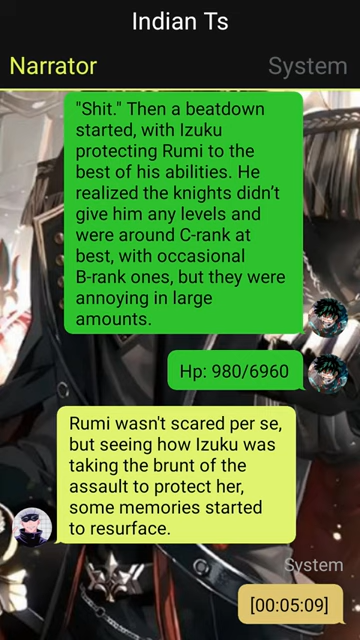 Indian Ts
Narrator
System
"Shit." Then a beatdown
started, with Izuku
protecting Rumi to the
best of his abilities. He
realized the knights didn't
give him any levels and
were around C-rank at
best, with occasional
B-rank ones, but they were
annoying in large
amounts.
Hp: 980/6960
Rumi wasn't scared per se,
but seeing how Izuku was
taking the brunt of the
assault to protect her,
some memories started
to resurface.
System
[00:05:09]